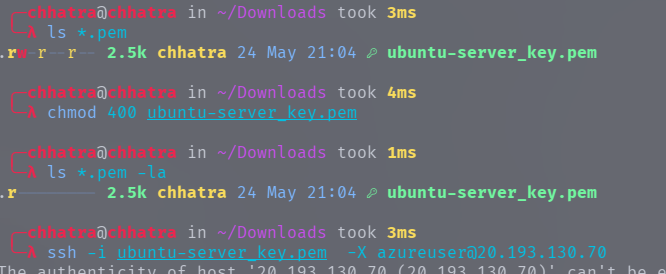 chhatra@chhatra in ~/Downloads took 3ms
λ ls *.pem
.rw-r--r-- 2.5k chhatra 24 May 21:04 ubuntu-server_key.pem
chhatra@chhatra in ~/Downloads took 4ms
λ chmod 400 ubuntu-server_key.pem
chhatra@chhatra in ~/Downloads took 1ms
λ ls *.pem -la
.r-------- 2.5k chhatra 24 May 21:04 ubuntu-server_key.pem
chhatra@chhatra in ~/Downloads took 3ms
λ ssh -i ubuntu-server_key.pem -X azureuser@20.193.130.70
The authenticity of host '20.193.130.70 (20.193.130.70)' can't be e